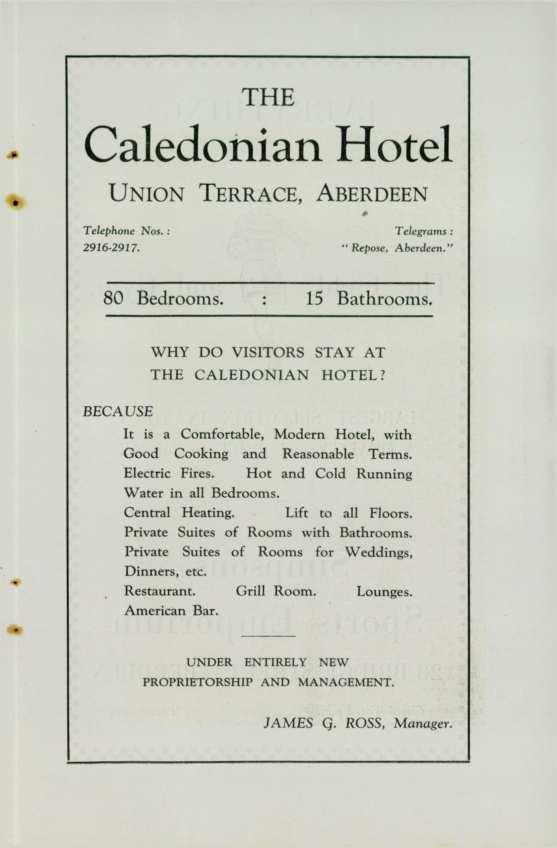 THE
Caledonian Hotel
UNION TERRACE, ABERDEEN
Telephone Nos. :
2916-2917.
Telegrams :
“ Repose, Aberdeen.”
80 Bedrooms. : 15 Bathrooms.
WHY DO VISITORS STAY AT
THE CALEDONIAN HOTEL?
BECAUSE
It is a Comfortable, Modern Hotel, with
Good Cooking and Reasonable Terms.
Electric Fires. Hot and Cold Running
Water in all Bedrooms.
Central Heating. Lift to all Floors.
Private Suites of Rooms with Bathrooms.
Private Suites of Rooms for Weddings,
Dinners, etc.
Restaurant. Grill Room. Lounges.
American Bar.
UNDER ENTIRELY NEW
PROPRIETORSHIP AND MANAGEMENT.
JAMES G. ROSS, Manager.